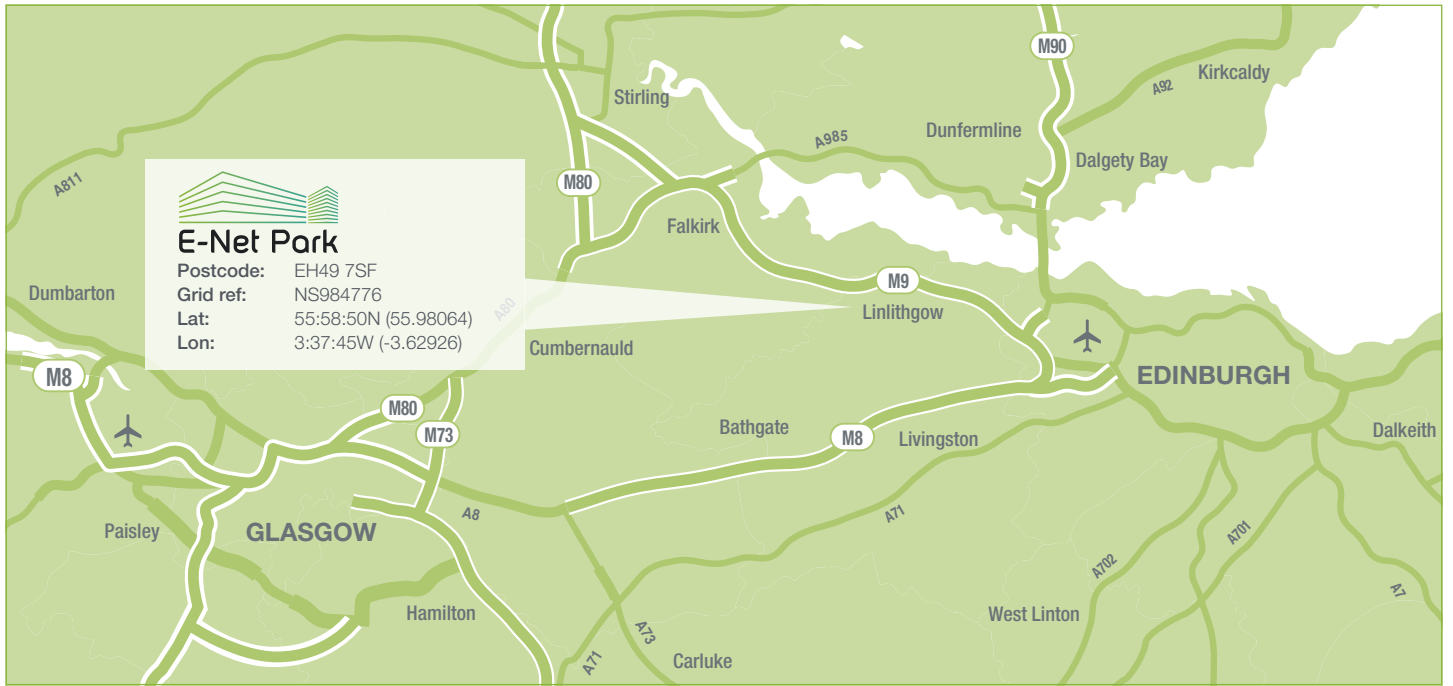 M90
Kirkcaldy
A92
Stirling
Dunfermline
A985
Dalgety Bay
A811
M80
Falkirk
E-Net Park
Postcode: EH49 7SF
Grid ref: NS984776
Lat: 55:58:50N (55.98064)
Lon: 3:37:45W (-3.62926)
A80
M9
Linlithgow
Dumbarton
Cumbernauld
M8
EDINBURGH
M80
M73
Bathgate
M8
Livingston
Dalkeith
Paisley
GLASGOW
A8
A71
A701
A702
A7
Hamilton
West Linton
A73
A71
Carluke